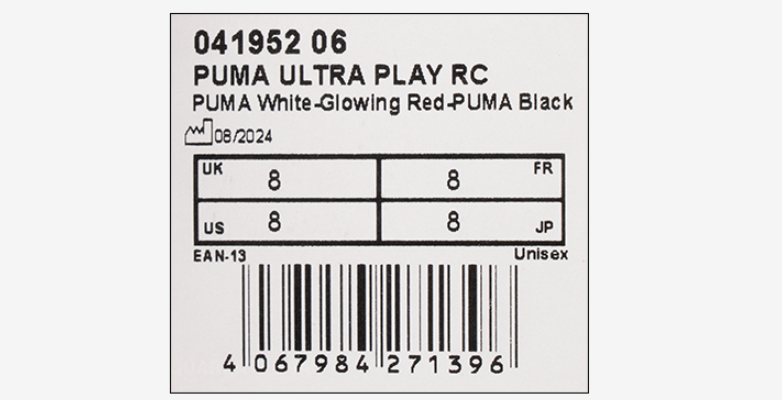 041952 06
PUMA ULTRA PLAY RC
PUMA White-Glowing Red-PUMA Black
08/2024
UK 8 8 FR
US 8 8 JP
EAN-13 Unisex
4 067984 271396